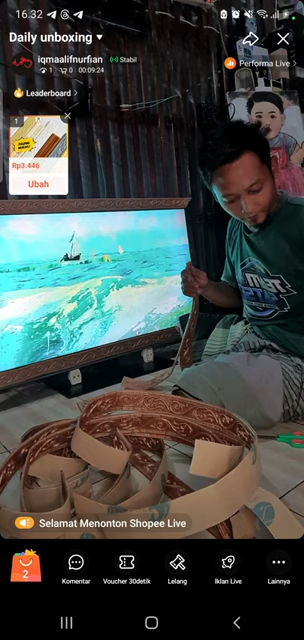 16.32
Daily unboxing
iqmaalifnurfian
Stabil
1 0 00:09:24
Performa Live >
Leaderboard >
1
Rp3.446
Ubah
Selamat Menonton Shopee Live
2
Komentar
Voucher 30detik
Lelang
Iklan Live
Lainnya